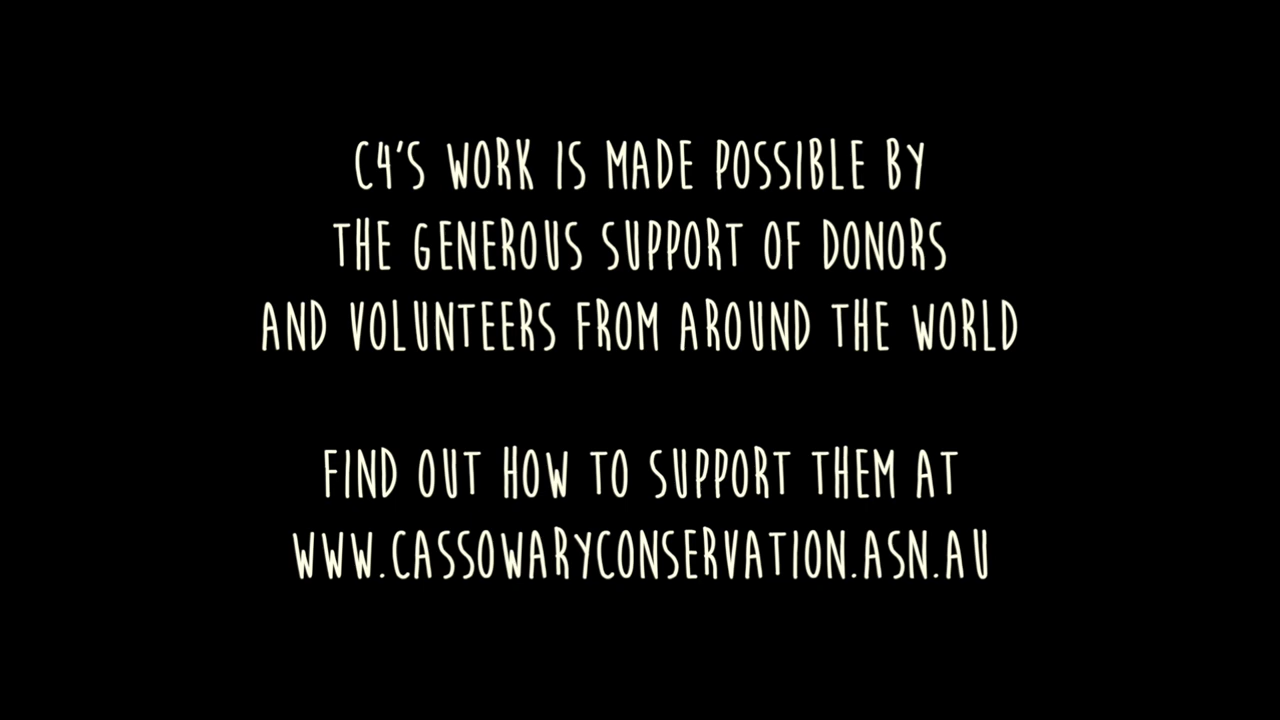 C4'S WORK IS MADE POSSIBLE BY
THE GENEROUS SUPPORT OF DONORS
AND VOLUNTEERS FROM AROUND THE WORLD
FIND OUT HOW TO SUPPORT THEM AT
WWW.CASSOWARYCONSERVATION.ASN.AU